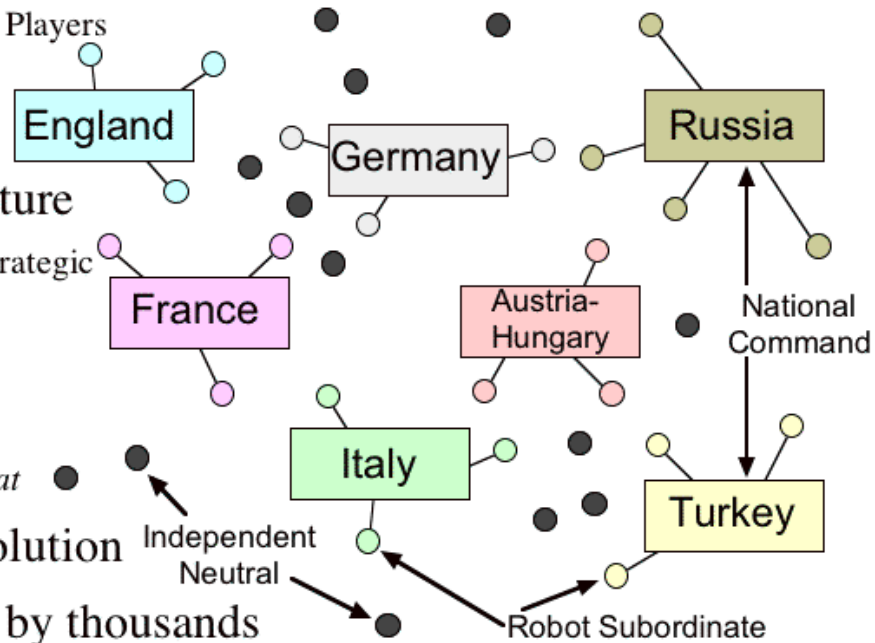 Players
England
Germany
Russia
ture
rategic
France
Austria-
Hungary
National
Command
Italy
at
Turkey
olution
Independent
Neutral
by thousands
Robot Subordinate